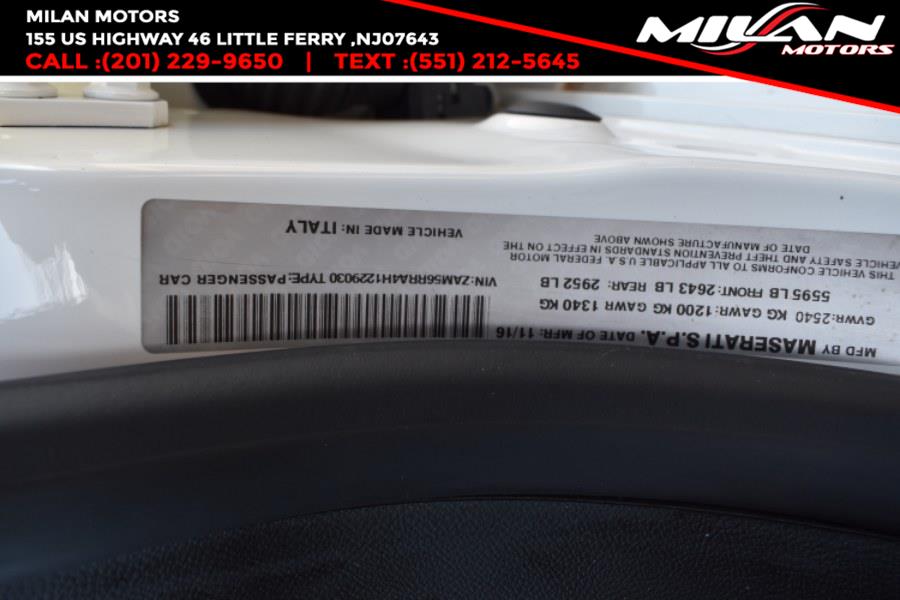 MILAN MOTORS
155 US HIGHWAY 46 LITTLE FERRY ,NJ07643
CALL :(201) 229-9650 | TEXT :(551) 212-5645
MILAN
MOTORS
MFD BY MASERATI S.P.A. DATE OF MFR: 11/16
GVWR:2540 KG GAWR:1200 KG GAWR 1340 KG
5595 LB FRONT:2643 LB REAR: 2952 LB
THIS VEHICLE CONFORMS TO ALL APPLICABLE U.S.A. FEDERAL MOTOR
VEHICLE SAFETY AND THEFT PREVENTION STANDARDS IN EFFECT ON THE
DATE OF MANUFACTURE SHOWN ABOVE
VIN:ZAM56RRA4H1229030 TYPE:PASSENGER CAR
VEHICLE MADE IN: ITALY